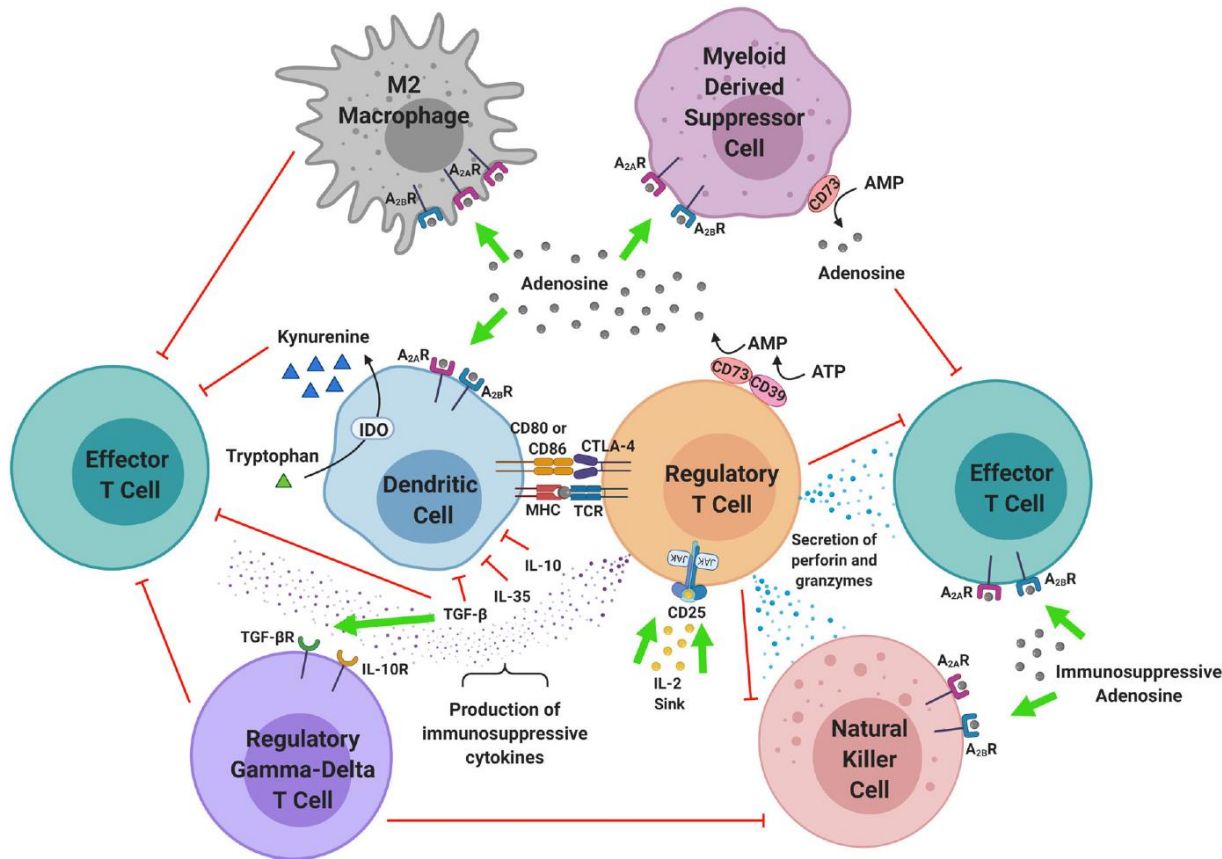 M2
Macrophage
A2AR
A2BR
Myeloid
Derived
Suppressor
Cell
A2AR
A2BR
CD73
AMP
Adenosine
Adenosine
Kynurenine
IDO
Tryptophan
A2AR
A2BR
Dendritic
Cell
CD80 or
CD86
CTLA-4
MHC
TCR
AMP
ATP
CD73
CD39
Regulatory
T Cell
JAK
JAK
CD25
IL-2
Sink
Effector
T Cell
Effector
T Cell
A2AR
A2BR
Secretion of
perforin and
granzymes
IL-10
IL-35
TGF-β
TGF-βR
IL-10R
Production of
immunosuppressive
cytokines
Regulatory
Gamma-Delta
T Cell
Natural
Killer
Cell
A2AR
A2BR
Immunosuppressive
Adenosine